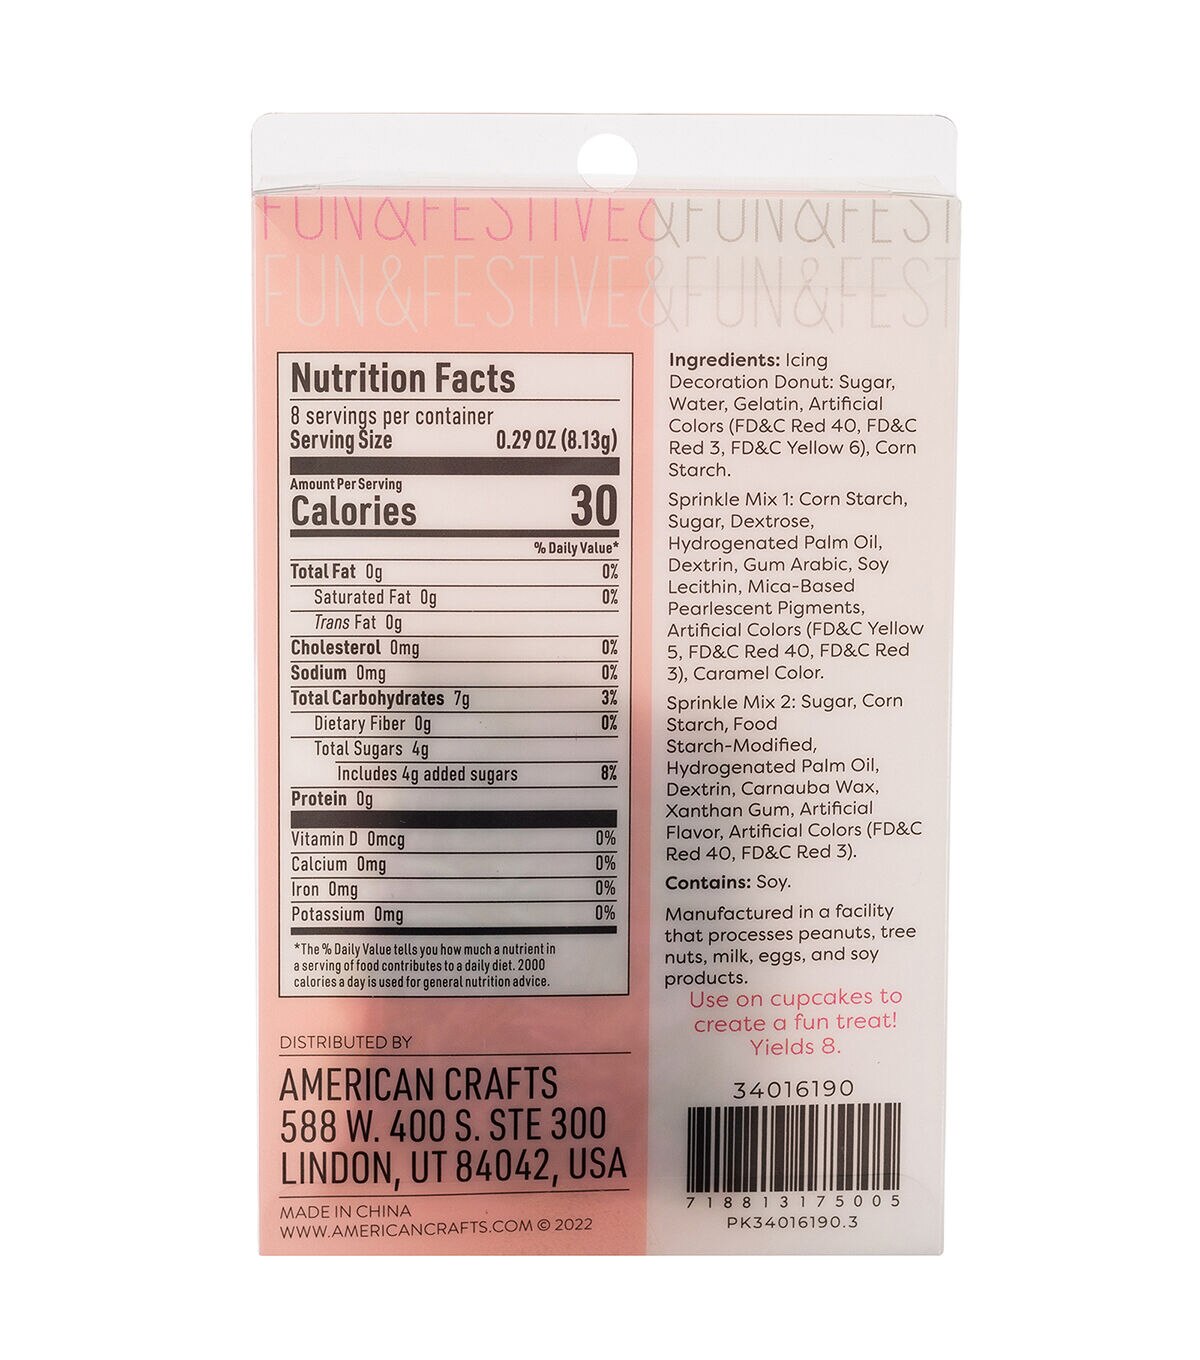 FUN&FESTIVE&FUN&FEST
FUN&FESTIVE&FUN&FEST
Nutrition Facts
8 servings per container
Serving Size 0.29 OZ (8.13g)
Amount Per Serving
Calories 30
% Daily Value*
Total Fat 0g 0%
Saturated Fat 0g 0%
Trans Fat 0g
Cholesterol 0mg 0%
Sodium 0mg 0%
Total Carbohydrates 7g 3%
Dietary Fiber 0g 0%
Total Sugars 4g
Includes 4g added sugars 8%
Protein 0g
Vitamin D 0mcg 0%
Calcium 0mg 0%
Iron 0mg 0%
Potassium 0mg 0%
*The % Daily Value tells you how much a nutrient in
a serving of food contributes to a daily diet. 2000
calories a day is used for general nutrition advice.
DISTRIBUTED BY
AMERICAN CRAFTS
588 W. 400 S. STE 300
LINDON, UT 84042, USA
MADE IN CHINA
WWW.AMERICANCRAFTS.COM © 2022
Ingredients: Icing
Decoration Donut: Sugar,
Water, Gelatin, Artificial
Colors (FD&C Red 40, FD&C
Red 3, FD&C Yellow 6), Corn
Starch.
Sprinkle Mix 1: Corn Starch,
Sugar, Dextrose,
Hydrogenated Palm Oil,
Dextrin, Gum Arabic, Soy
Lecithin, Mica-Based
Pearlescent Pigments,
Artificial Colors (FD&C Yellow
5, FD&C Red 40, FD&C Red
3), Caramel Color.
Sprinkle Mix 2: Sugar, Corn
Starch, Food
Starch-Modified,
Hydrogenated Palm Oil,
Dextrin, Carnauba Wax,
Xanthan Gum, Artificial
Flavor, Artificial Colors (FD&C
Red 40, FD&C Red 3).
Contains: Soy.
Manufactured in a facility
that processes peanuts, tree
nuts, milk, eggs, and soy
products.
Use on cupcakes to
create a fun treat!
Yields 8.
34016190
718813175005
PK34016190.3